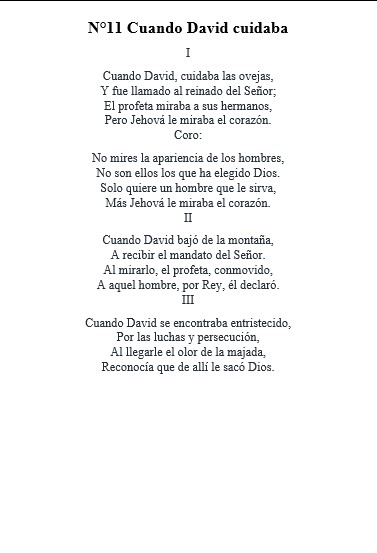 N°11 Cuando David cuidaba
I
Cuando David, cuidaba las ovejas,
Y fue llamado al reinado del Señor;
El profeta miraba a sus hermanos,
Pero Jehová le miraba el corazón.
Coro:
No mires la apariencia de los hombres,
No son ellos los que ha elegido Dios.
Solo quiere un hombre que le sirva,
Más Jehová le miraba el corazón.
II
Cuando David bajó de la montaña,
A recibir el mandato del Señor.
Al mirarlo, el profeta, conmovido,
A aquel hombre, por Rey, él declaró.
III
Cuando David se encontraba entristecido,
Por las luchas y persecución,
Al llegarle el olor de la majada,
Reconocía que de allí le sacó Dios.